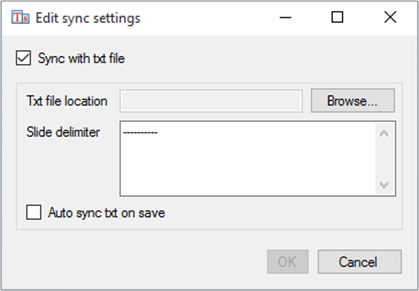 Ts Edit sync settings
Sync with txt file
Txt file location
Browse...
Slide delimiter
----------
Auto sync txt on save
OK Cancel